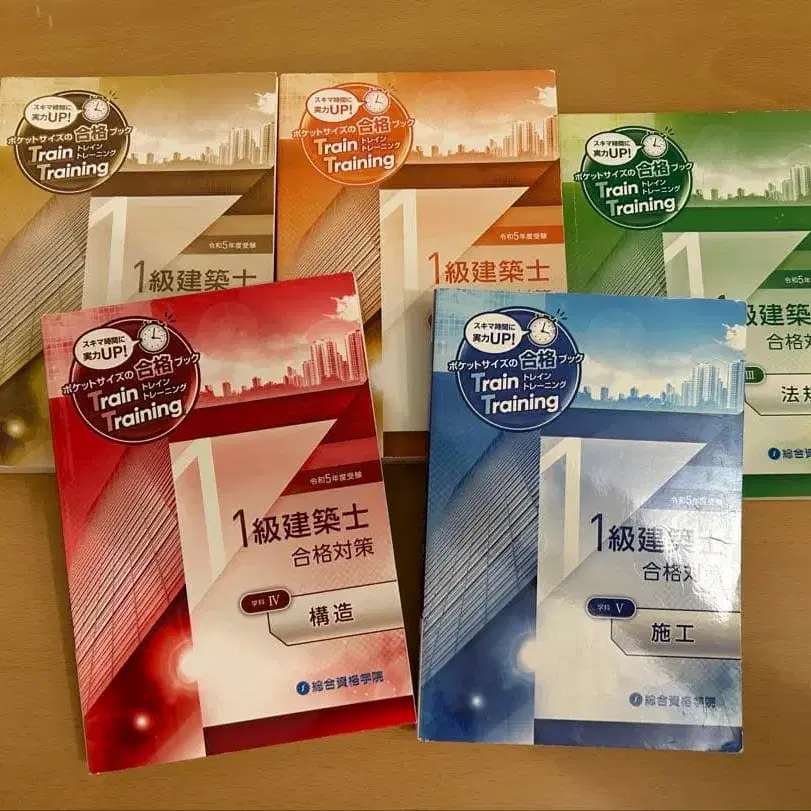 スキマ時間に
実力UP!
ポケットサイズの合格ブック
Train トレイン
Training トレーニング
令和5年度受験
1級建築士
スキマ時間に
実力UP!
ポケットサイズの合格ブック
Train トレイン
Training トレーニング
令和5年度受験
1級建築士
スキマ時間に
実力UP!
ポケットサイズの合格ブック
Train トレイン
Training トレーニング
令和5年度
級建築
合格対
III
法規
総合資格
スキマ時間に
実力UP!
ポケットサイズの合格ブック
Train トレイン
Training トレーニング
1
令和5年度受験
1級建築士
合格対策
学科 IV
構造
総合資格学院
スキマ時間に
実力UP!
ポケットサイズの合格ブック
Train トレイン
Training トレーニング
1
令和5年度受験
1級建築士
合格対策
学科 V
施工
総合資格学院